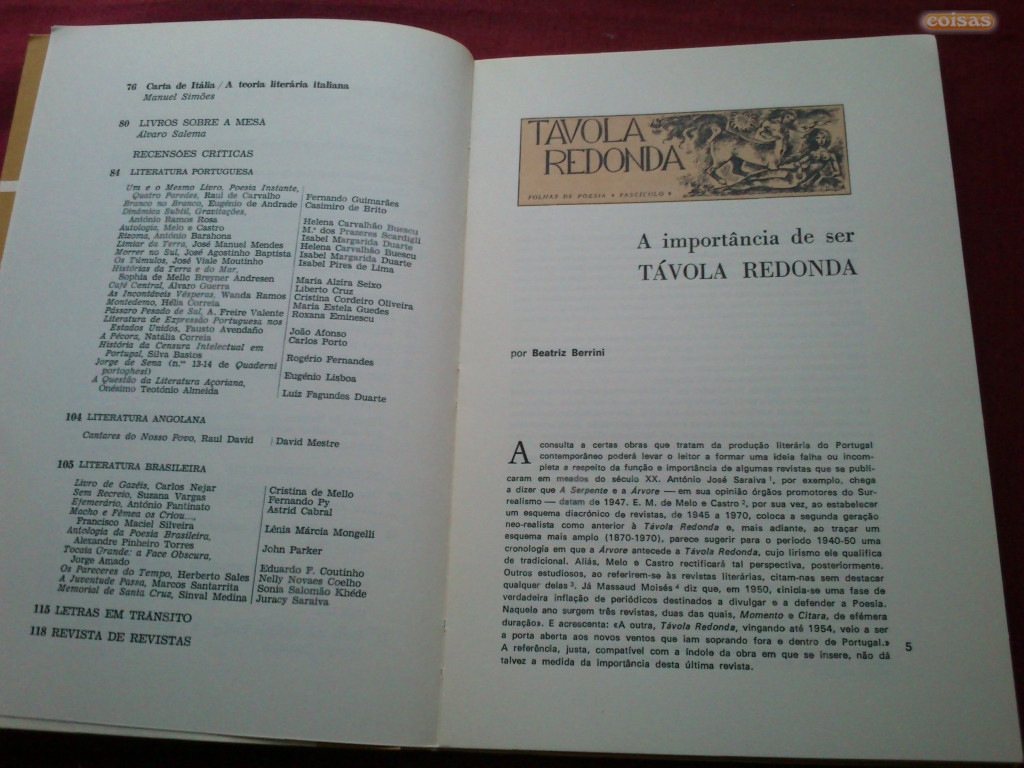 coisas
76 Carta de Itália / A teoria literária italiana
Manuel Simões
80 LIVROS SOBRE A MESA
Álvaro Salema
RECENSÕES CRÍTICAS
84 LITERATURA PORTUGUESA
Um e o Mesmo Livro, Poesia Instante,
Quatro Paredes, Raul de Carvalho
Fernando Guimarães
Branco no Branco, Eugénio de Andrade
Casimiro de Brito
Dinâmica Subtil, Gravitações,
António Ramos Rosa
Helena Carvalhão Buescu
Autologia, Melo e Castro
M.ª dos Prazeres Scardigli
Rizoma, António Barahona
Isabel Margarida Duarte
Limiar da Terra, José Manuel Mendes
Helena Carvalhão Buescu
Morrer no Sul, José Agostinho Baptista
Isabel Margarida Duarte
Os Túmulos, José Viale Moutinho
Isabel Pires de Lima
Histórias da Terra e do Mar,
Sophia de Mello Breyner Andresen
Maria Alzira Seixo
Café Central, Álvaro Guerra
Liberto Cruz
As Incontáveis Vésperas, Wanda Ramos
Cristina Cordeiro Oliveira
Montedemo, Hélia Correia
Maria Estela Guedes
Pássaro Pesado de Sal, A. Freire Valente
Roxana Eminescu
Literatura de Expressão Portuguesa nos
Estados Unidos, Fausto Avendaño
João Afonso
A Pécora, Natália Correia
Carlos Porto
História da Censura Intelectual em
Portugal, Silva Bastos
Rogério Fernandes
Jorge de Sena (n.os 13-14 de Quaderni
portoghesi)
Eugénio Lisboa
A Questão da Literatura Açoriana,
Onésimo Teotónio Almeida
Luiz Fagundes Duarte
104 LITERATURA ANGOLANA
Cantares do Nosso Povo, Raul David
David Mestre
105 LITERATURA BRASILEIRA
Livro de Gazéis, Carlos Nejar
Cristina de Mello
Sem Recreio, Suzana Vargas
Fernando Py
Efemerário, António Fantinato
Astrid Cabral
Macho e Fêmea os Criou...,
Francisco Maciel Silveira
Lênia Márcia Mongelli
Antologia da Poesia Brasileira,
Alexandre Pinheiro Torres
John Parker
Tocaia Grande: a Face Obscura,
Jorge Amado
Eduardo F. Coutinho
Os Pareceres do Tempo, Herberto Sales
Nelly Novaes Coelho
A Juventude Passa, Marcos Santarrita
Sonia Salomão Khéde
Memorial de Santa Cruz, Sinval Medina
Juracy Saraiva
115 LETRAS EM TRÂNSITO
118 REVISTA DE REVISTAS
TAVOLA
REDONDA
FOLHAS DE POESIA • FASCÍCULO
A importância de ser
TÁVOLA REDONDA
por Beatriz Berrini
A consulta a certas obras que tratam da produção literária do Portugal
contemporâneo poderá levar o leitor a formar uma ideia falha ou incom-
pleta a respeito da função e importância de algumas revistas que se publi-
caram em meados do século XX. António José Saraiva 1, por exemplo, chega
a dizer que A Serpente e a Árvore — em sua opinião órgãos promotores do Sur-
realismo — datam de 1947. E. M. de Melo e Castro 2, por sua vez, ao estabelecer
um esquema diacrónico de revistas, de 1945 a 1970, coloca a segunda geração
neo-realista como anterior à Távola Redonda e, mais adiante, ao traçar um
esquema mais amplo (1870-1970), parece sugerir para o período 1940-50 uma
cronologia em que a Árvore antecede a Távola Redonda, cujo lirismo ele qualifica
de tradicional. Aliás, Melo e Castro rectificará tal perspectiva, posteriormente.
Outros estudiosos, ao referirem-se às revistas literárias, citam-nas sem destacar
qualquer delas 3. Já Massaud Moisés 4 diz que, em 1950, «inicia-se uma fase de
verdadeira inflação de periódicos destinados a divulgar e a defender a Poesia.
Naquele ano surgem três revistas, duas das quais, Momento e Citara, de efémera
duração». E acrescenta: «A outra, Távola Redonda, vingando até 1954, veio a ser
a porta aberta aos novos ventos que iam soprando fora e dentro de Portugal.»
A referência, justa, compatível com a índole da obra em que se insere, não dá
talvez a medida da importância desta última revista.
5